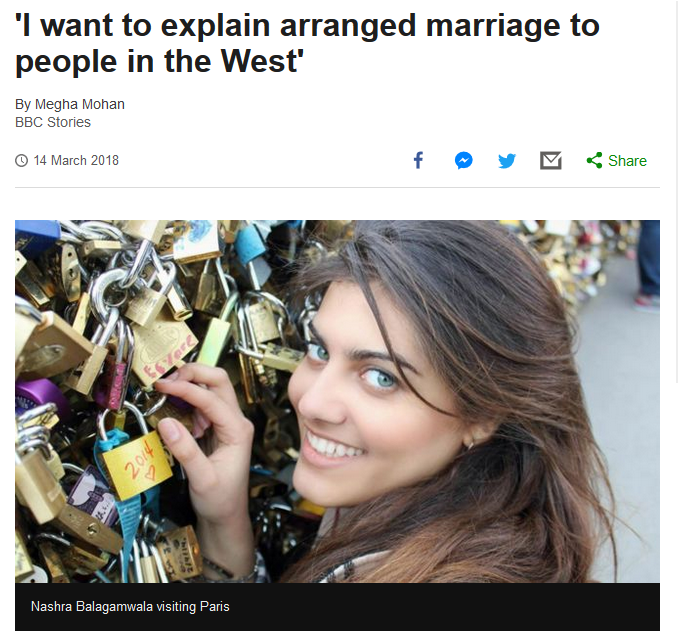 'I want to explain arranged marriage to
people in the West'
By Megha Mohan
BBC Stories
14 March 2018
Share
2014
Nashra Balagamwala visiting Paris